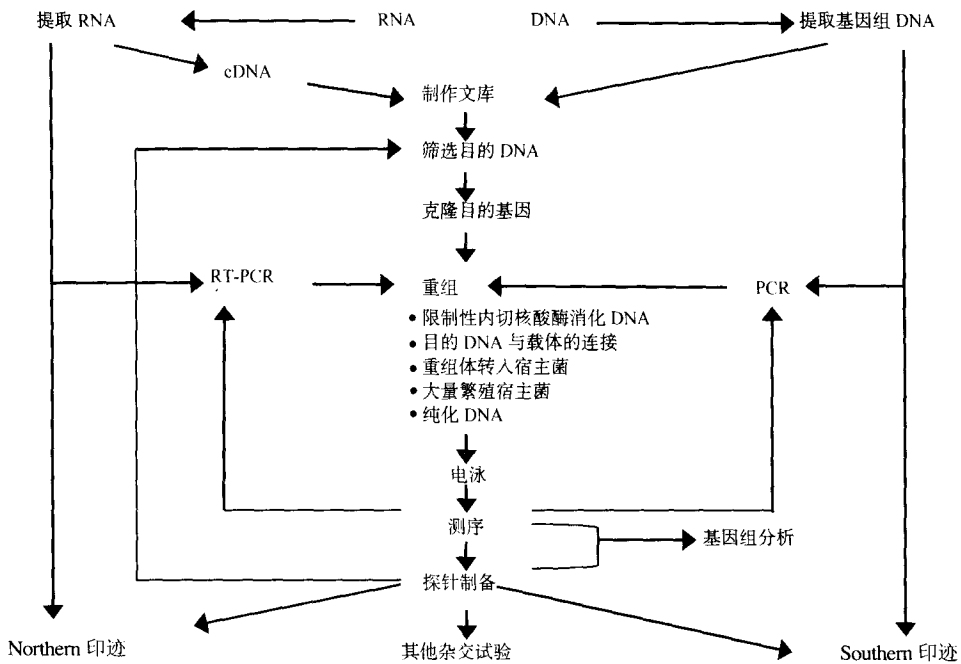 提取 RNA
RNA
DNA
提取基因组 DNA
cDNA
制作文库
筛选目的 DNA
克隆目的基因
RT-PCR
重组
PCR
• 限制性内切核酸酶消化 DNA
• 目的 DNA 与载体的连接
• 重组体转入宿主菌
• 大量繁殖宿主菌
• 纯化 DNA
电泳
测序
基因组分析
探针制备
Northern 印迹
其他杂交试验
Southern 印迹